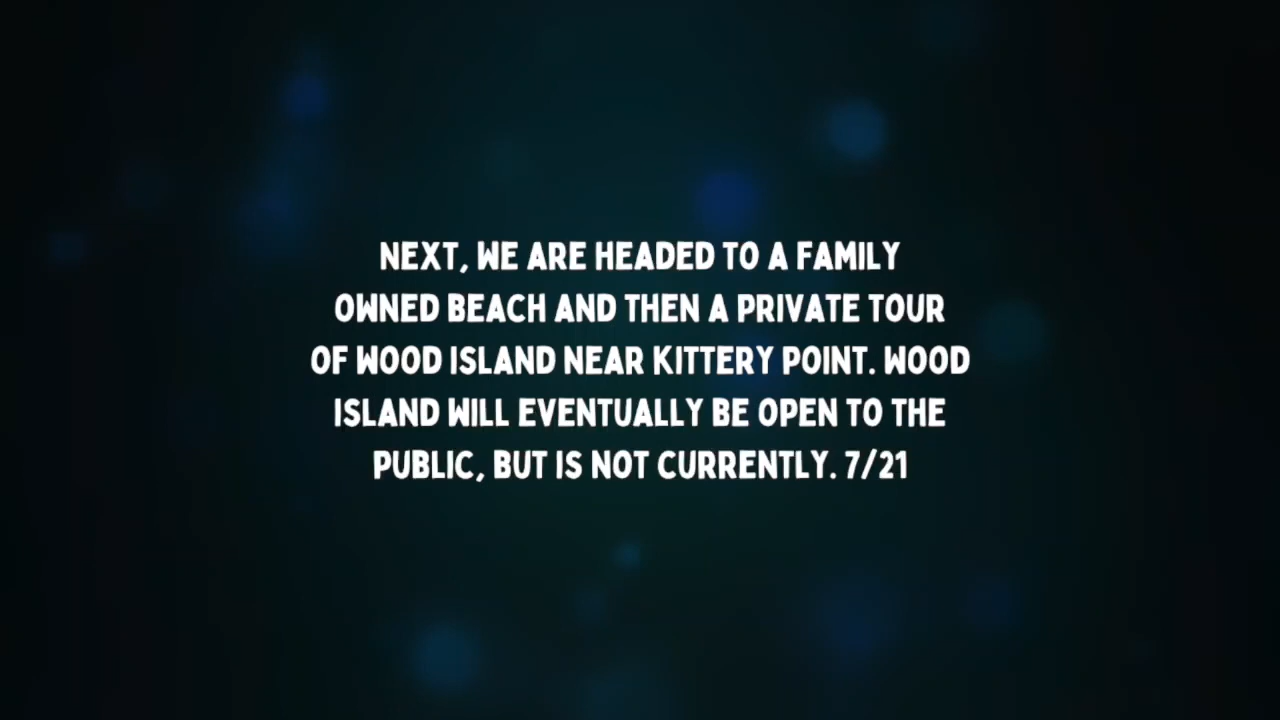 NEXT, WE ARE HEADED TO A FAMILY
OWNED BEACH AND THEN A PRIVATE TOUR
OF WOOD ISLAND NEAR KITTERY POINT. WOOD
ISLAND WILL EVENTUALLY BE OPEN TO THE
PUBLIC, BUT IS NOT CURRENTLY. 7/21